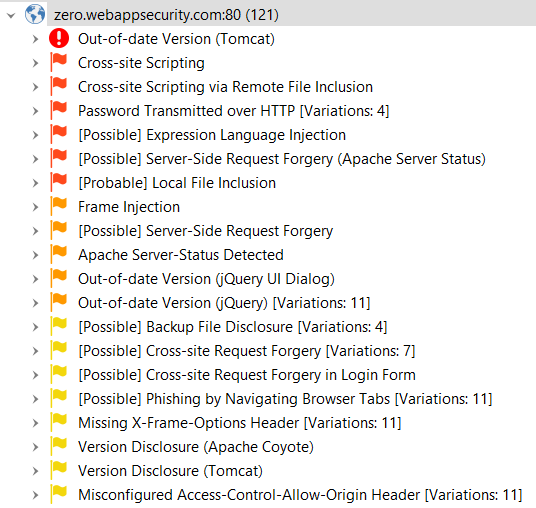 zero.webappsecurity.com:80 (121)
Out-of-date Version (Tomcat)
Cross-site Scripting
Cross-site Scripting via Remote File Inclusion
Password Transmitted over HTTP [Variations: 4]
[Possible] Expression Language Injection
[Possible] Server-Side Request Forgery (Apache Server Status)
[Probable] Local File Inclusion
Frame Injection
[Possible] Server-Side Request Forgery
Apache Server-Status Detected
Out-of-date Version (jQuery UI Dialog)
Out-of-date Version (jQuery) [Variations: 11]
[Possible] Backup File Disclosure [Variations: 4]
[Possible] Cross-site Request Forgery [Variations: 7]
[Possible] Cross-site Request Forgery in Login Form
[Possible] Phishing by Navigating Browser Tabs [Variations: 11]
Missing X-Frame-Options Header [Variations: 11]
Version Disclosure (Apache Coyote)
Version Disclosure (Tomcat)
Misconfigured Access-Control-Allow-Origin Header [Variations: 11]